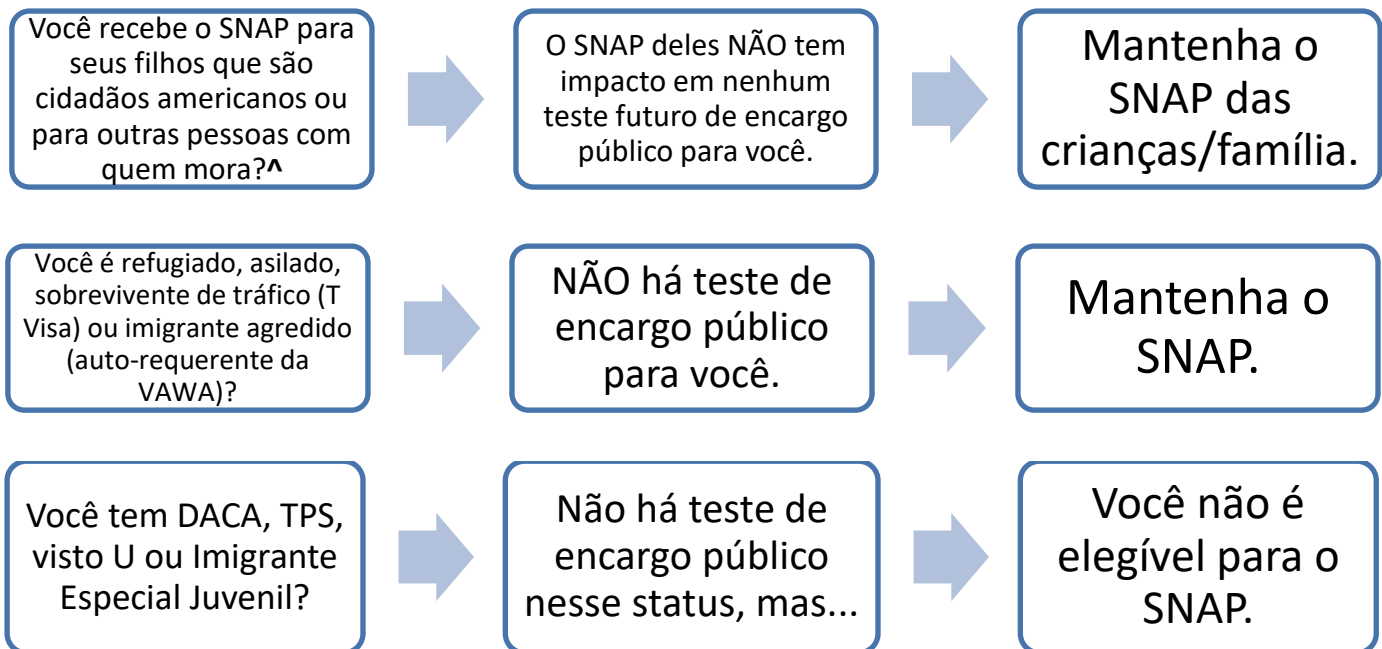 Você recebe o SNAP para
seus filhos que são
cidadãos americanos ou
para outras pessoas com
quem mora?^
O SNAP deles NÃO tem
impacto em nenhum
teste futuro de encargo
público para você.
Mantenha o
SNAP das
crianças/família.
Você é refugiado, asilado,
sobrevivente de tráfico (T
Visa) ou imigrante agredido
(auto-requerente da
VAWA)?
NÃO há teste de
encargo público
para você.
Mantenha o
SNAP.
Você tem DACA, TPS,
visto U ou Imigrante
Especial Juvenil?
Não há teste de
encargo público
nesse status, mas...
Você não é
elegível para o
SNAP.